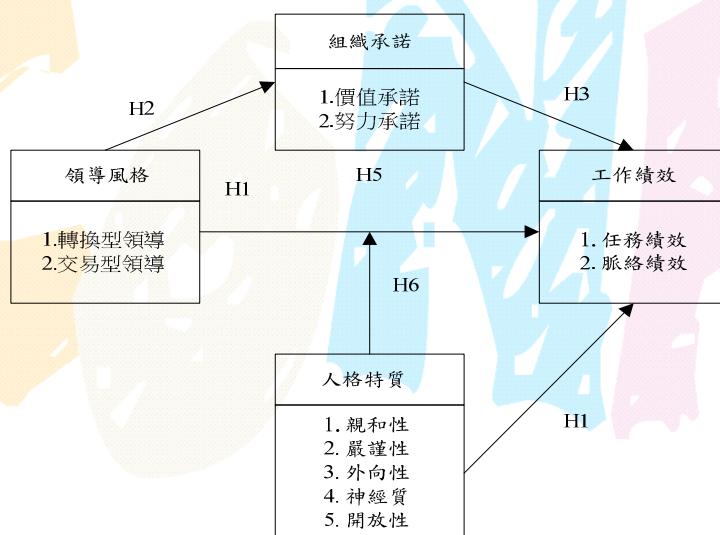 組織承諾
1.價值承諾
2.努力承諾
H2
H3
領導風格
1.轉換型領導
2.交易型領導
H1
H5
工作績效
1. 任務績效
2. 脈絡績效
H6
人格特質
1. 親和性
2. 嚴謹性
3. 外向性
4. 神經質
5. 開放性
H1